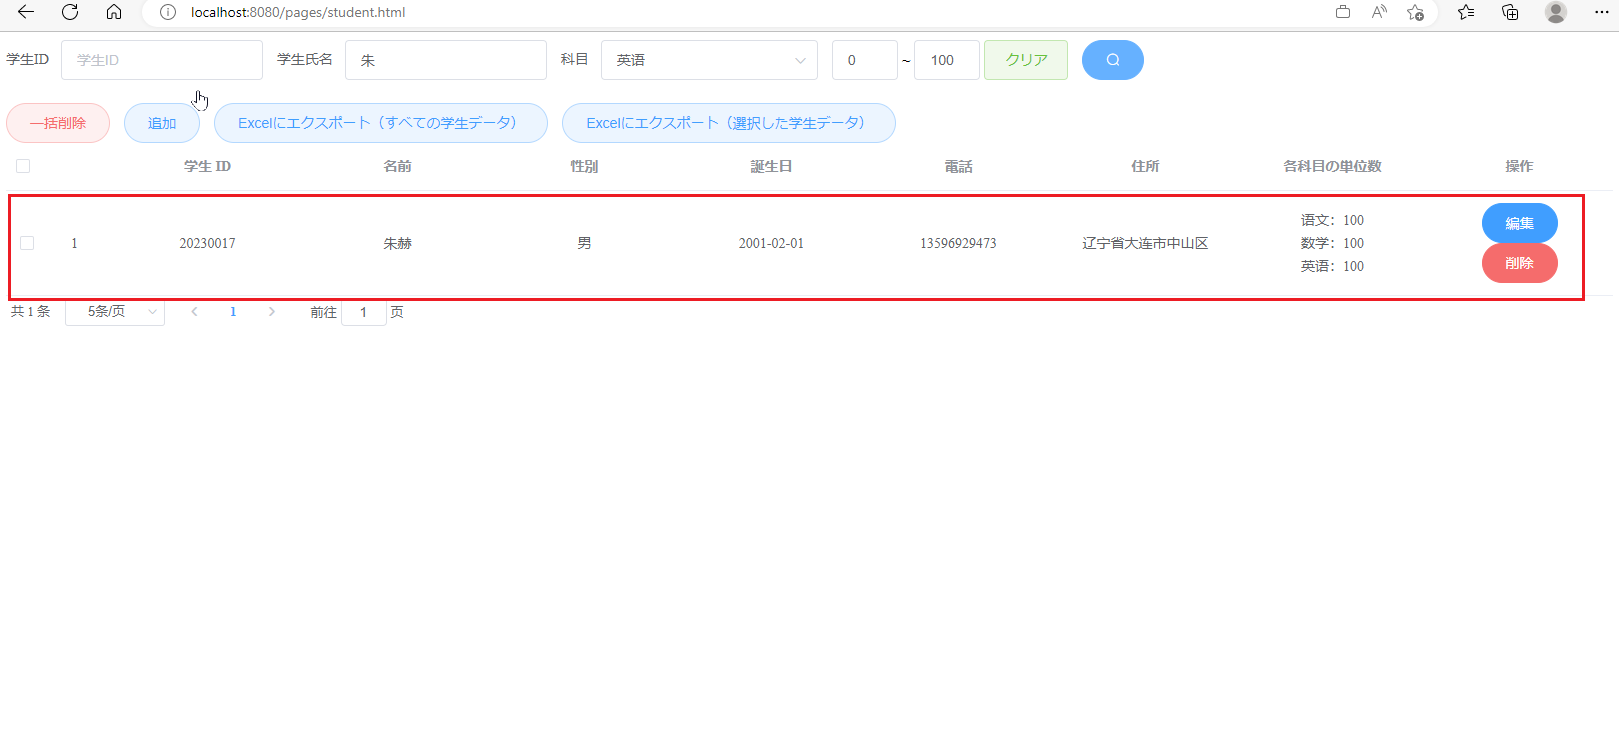 localhost:8080/pages/student.html
学生ID 学生ID 学生氏名 朱 科目 英语 0 ~ 100 クリア
一括削除 追加 Excelにエクスポート（すべての学生データ） Excelにエクスポート（選択した学生データ）
学生 ID 名前 性別 誕生日 電話 住所 各科目の単位数 操作
语文：100 編集
1 20230017 朱赫 男 2001-02-01 13596929473 辽宁省大连市中山区 数学：100
英语：100 削除
共 1 条 5条/页 1 前往 1 页